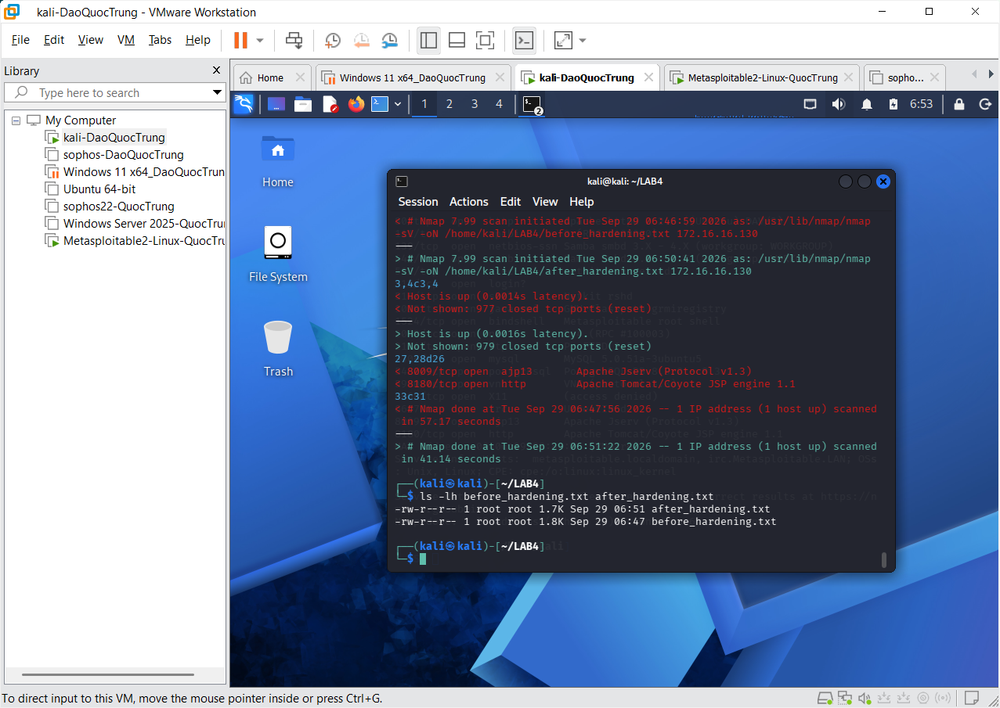 kali-DaoQuocTrung - VMware Workstation
File Edit View VM Tabs Help
Library
Type here to search
My Computer
kali-DaoQuocTrung
sophos-DaoQuocTrung
Windows 11 x64_DaoQuocTrun
Ubuntu 64-bit
sophos22-QuocTrung
Windows Server 2025-QuocTru
Metasploitable2-Linux-QuocTru
Home Windows 11 x64_DaoQuocTrung kali-DaoQuocTrung Metasploitable2-Linux-QuocTrung sopho...
1 2 3 4 2 6:53
Home
File System
Trash
kali@kali: ~/LAB4
Session Actions Edit View Help
< # Nmap 7.99 scan initiated Tue Sep 29 06:46:59 2026 as: /usr/lib/nmap/nmap
-sV -oN /home/kali/LAB4/before_hardening.txt 172.16.16.130
---
> # Nmap 7.99 scan initiated Tue Sep 29 06:50:41 2026 as: /usr/lib/nmap/nmap
-sV -oN /home/kali/LAB4/after_hardening.txt 172.16.16.130
3,4c3,4
< Host is up (0.0014s latency).
< Not shown: 977 closed tcp ports (reset)
---
> Host is up (0.0016s latency).
> Not shown: 979 closed tcp ports (reset)
27,28d26
< 8009/tcp open  ajp13       Apache Jserv (Protocol v1.3)
< 8180/tcp open  http        Apache Tomcat/Coyote JSP engine 1.1
33c31
< # Nmap done at Tue Sep 29 06:47:56 2026 -- 1 IP address (1 host up) scanned
in 57.17 seconds
---
> # Nmap done at Tue Sep 29 06:51:22 2026 -- 1 IP address (1 host up) scanned
in 41.14 seconds
┌──(kali㉿kali)-[~/LAB4]
└─$ ls -lh before_hardening.txt after_hardening.txt
-rw-r--r-- 1 root root 1.7K Sep 29 06:51 after_hardening.txt
-rw-r--r-- 1 root root 1.8K Sep 29 06:47 before_hardening.txt
┌──(kali㉿kali)-[~/LAB4]
└─$
To direct input to this VM, move the mouse pointer inside or press Ctrl+G.